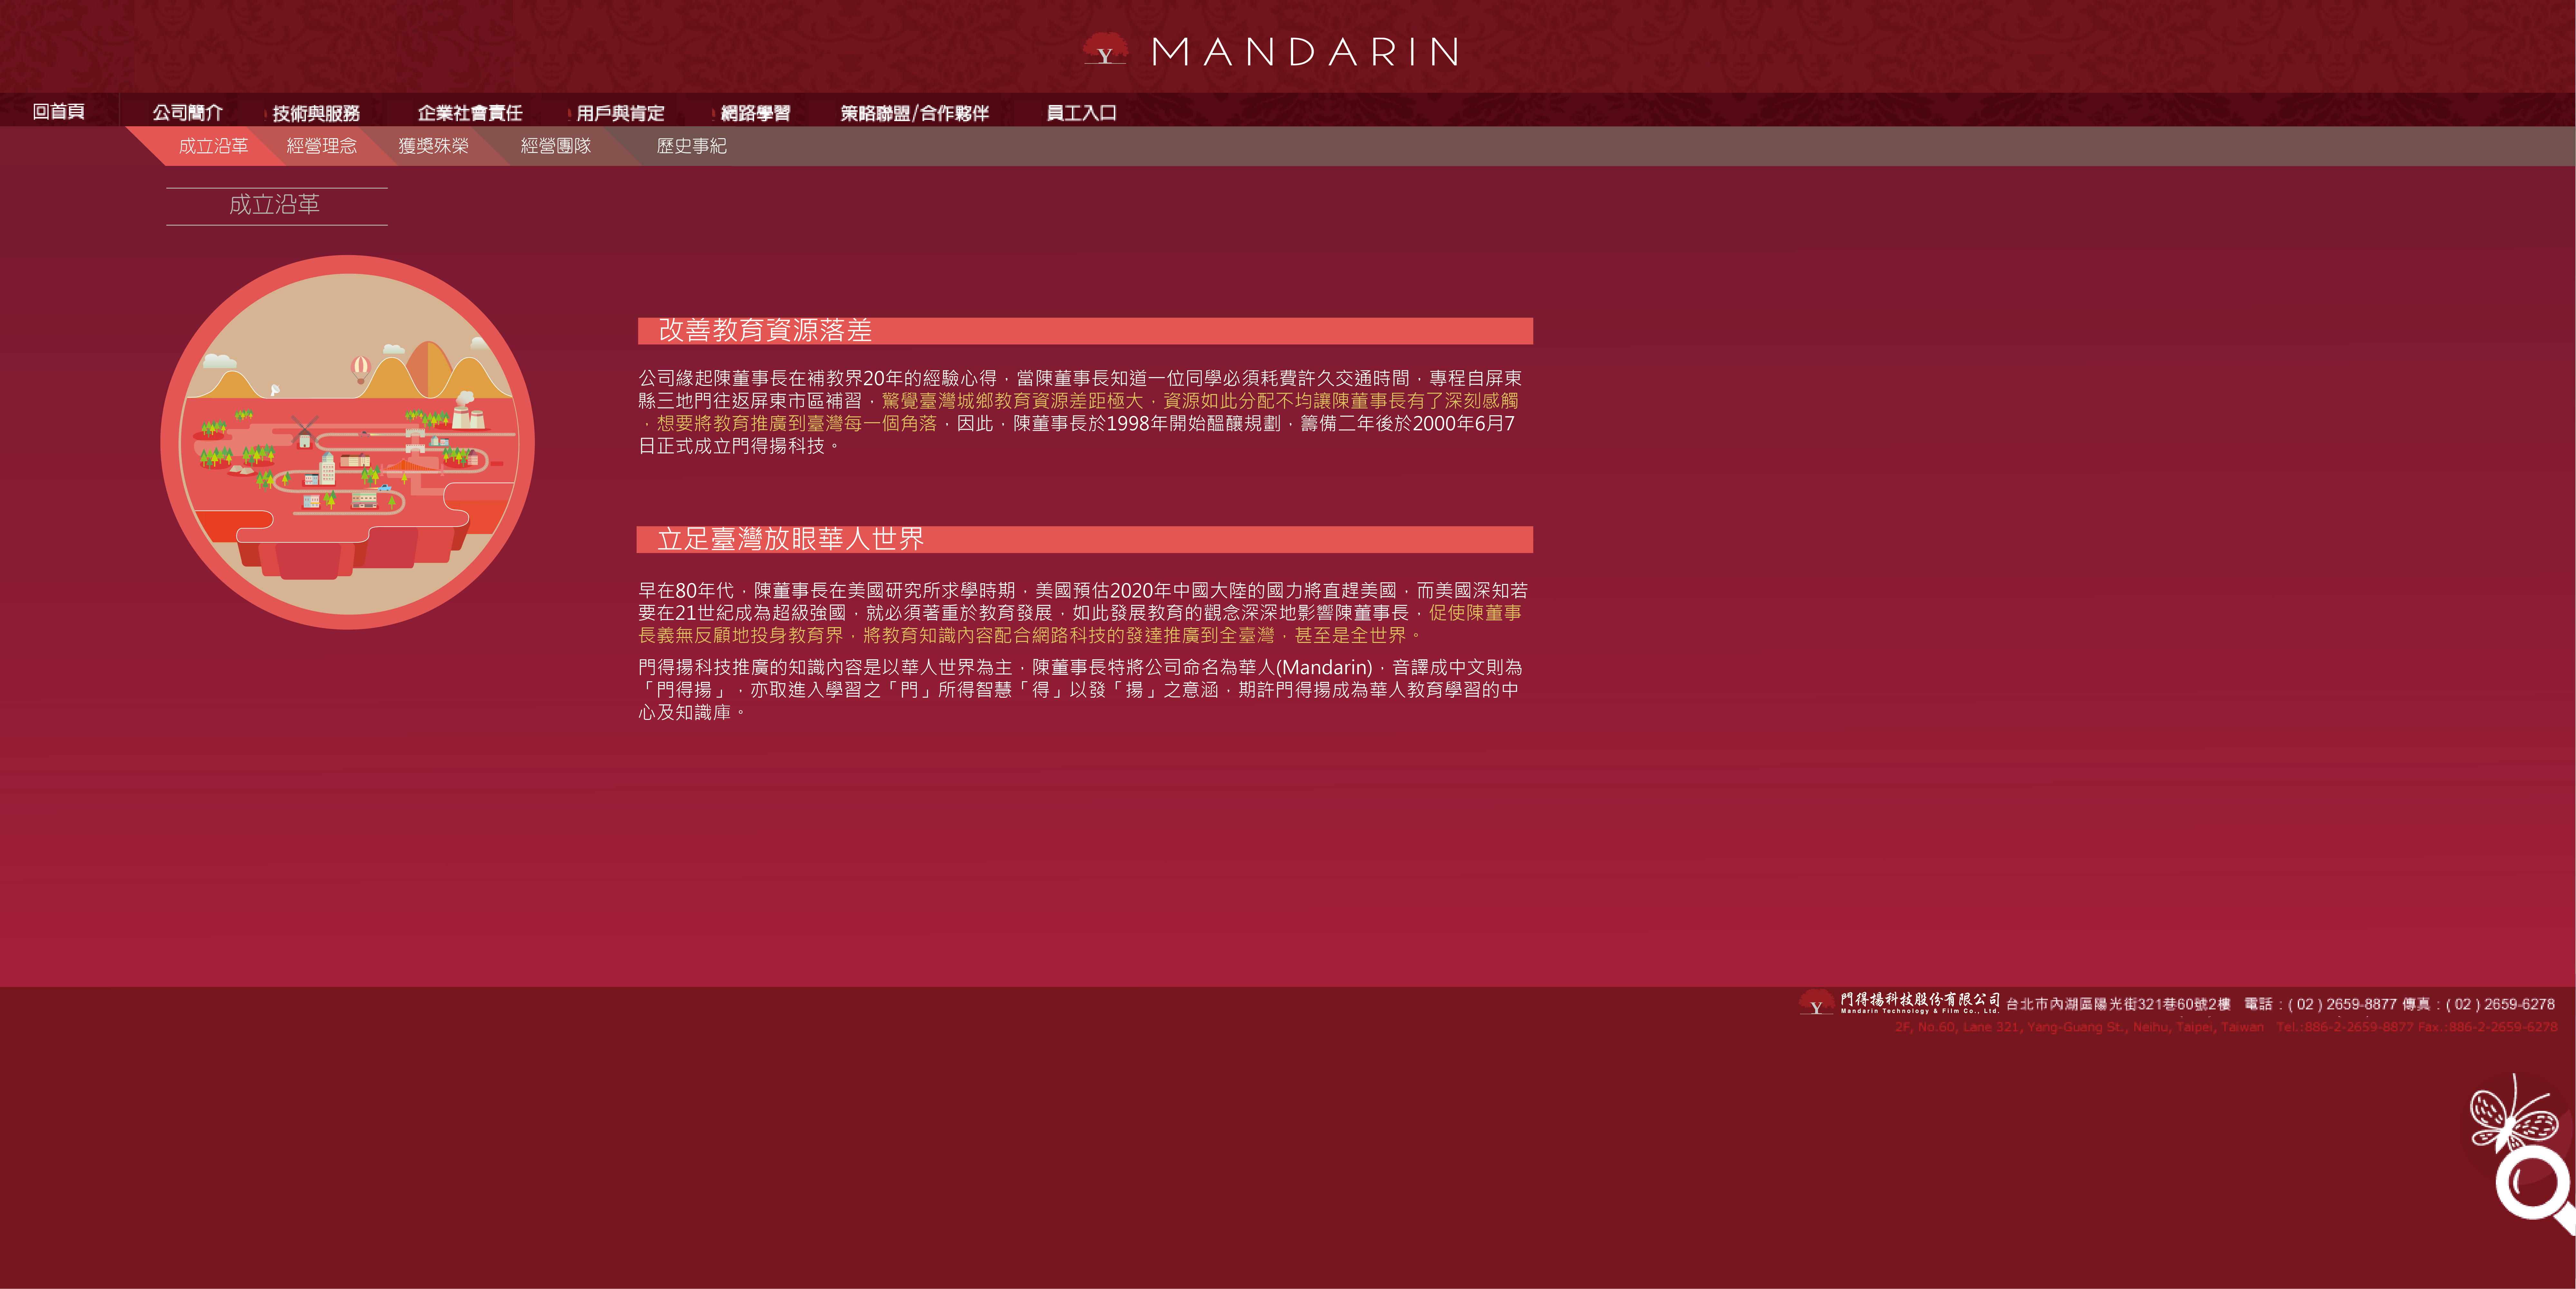 Y MANDARIN
回首頁 公司簡介 技術與服務 企業社會責任 用戶與肯定 網路學習 策略聯盟/合作夥伴 員工入口
成立沿革 經營理念 獲獎殊榮 經營團隊 歷史事紀
成立沿革
改善教育資源落差
公司緣起陳董事長在補教界20年的經驗心得，當陳董事長知道一位同學必須耗費許久交通時間，專程自屏東
縣三地門往返屏東市區補習，驚覺臺灣城鄉教育資源差距極大，資源如此分配不均讓陳董事長有了深刻感觸
，想要將教育推廣到臺灣每一個角落，因此，陳董事長於1998年開始醞釀規劃，籌備二年後於2000年6月7
日正式成立門得揚科技。
立足臺灣放眼華人世界
早在80年代，陳董事長在美國研究所求學時期，美國預估2020年中國大陸的國力將直趕美國，而美國深知若
要在21世紀成為超級強國，就必須著重於教育發展，如此發展教育的觀念深深地影響陳董事長，促使陳董事
長義無反顧地投身教育界，將教育知識內容配合網路科技的發達推廣到全臺灣，甚至是全世界。
門得揚科技推廣的知識內容是以華人世界為主，陳董事長特將公司命名為華人(Mandarin)，音譯成中文則為
「門得揚」，亦取進入學習之「門」所得智慧「得」以發「揚」之意涵，期許門得揚成為華人教育學習的中
心及知識庫。
Y 門得揚科技股份有限公司 台北市內湖區陽光街321巷60號2樓 電話：( 02 ) 2659-8877 傳真：( 02 ) 2659-6278
Mandarin Technology & Film Co., Ltd.
2F, No.60, Lane 321, Yang-Guang St., Neihu, Taipei, Taiwan Tel.:886-2-2659-8877 Fax.:886-2-2659-6278